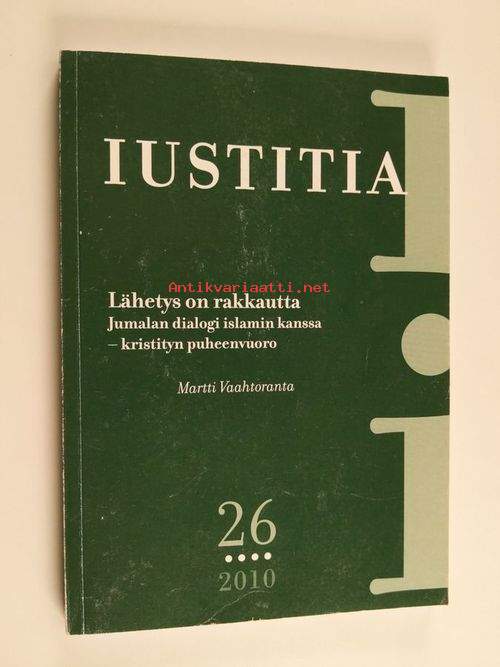 IUSTITIA
Antikvariaatti.net
Lähetys on rakkautta
Jumalan dialogi islamin kanssa
– kristityn puheenvuoro
Martti Vaahtoranta
26
2010